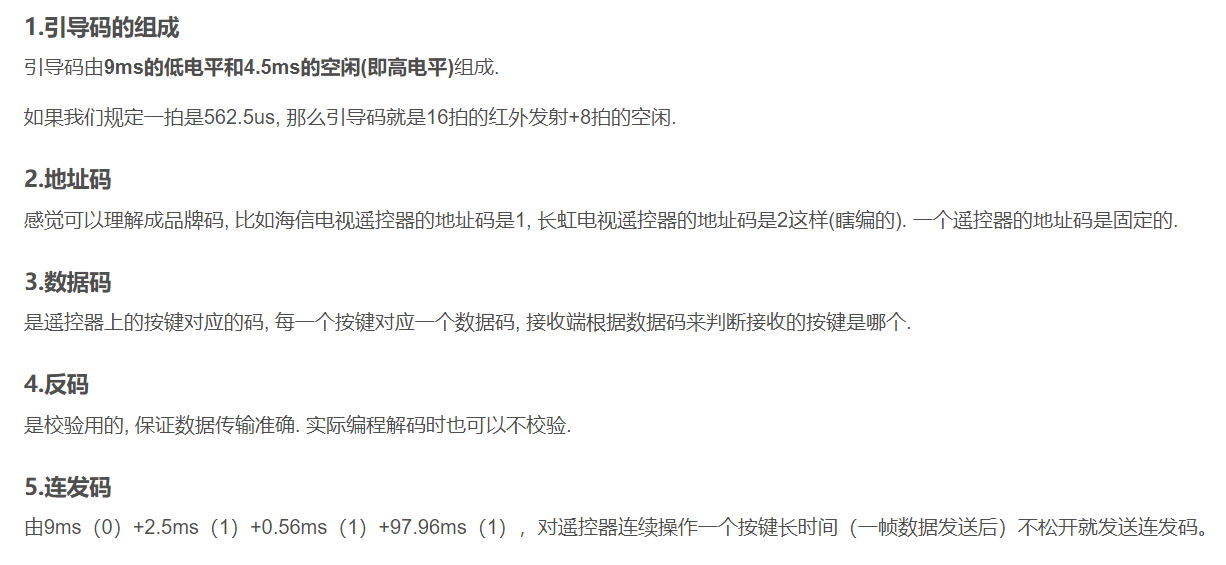 1.引导码的组成
引导码由9ms的低电平和4.5ms的空闲(即高电平)组成.
如果我们规定一拍是562.5us, 那么引导码就是16拍的红外发射+8拍的空闲.
2.地址码
感觉可以理解成品牌码, 比如海信电视遥控器的地址码是1, 长虹电视遥控器的地址码是2这样(瞎编的). 一个遥控器的地址码是固定的.
3.数据码
是遥控器上的按键对应的码, 每一个按键对应一个数据码, 接收端根据数据码来判断接收的按键是哪个.
4.反码
是校验用的, 保证数据传输准确. 实际编程解码时也可以不校验.
5.连发码
由9ms（0）+2.5ms（1）+0.56ms（1）+97.96ms（1），对遥控器连续操作一个按键长时间（一帧数据发送后）不松开就发送连发码。